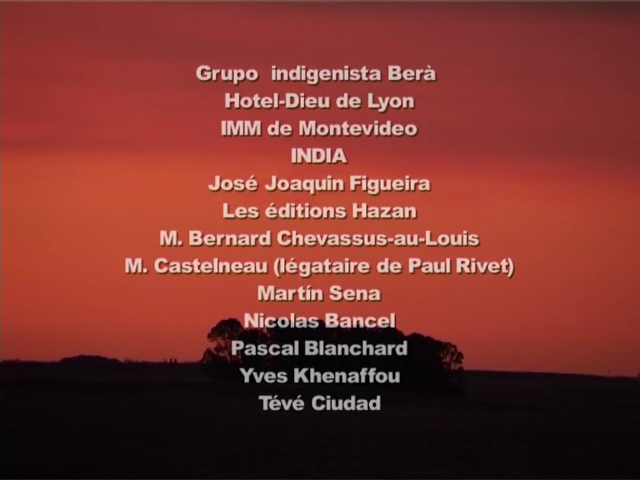 Grupo indigenista Berà
Hotel-Dieu de Lyon
IMM de Montevideo
INDIA
José Joaquin Figueira
Les éditions Hazan
M. Bernard Chevassus-au-Louis
M. Castelneau (légataire de Paul Rivet)
Martín Sena
Nicolas Bancel
Pascal Blanchard
Yves Khenaffou
Tévé Ciudad